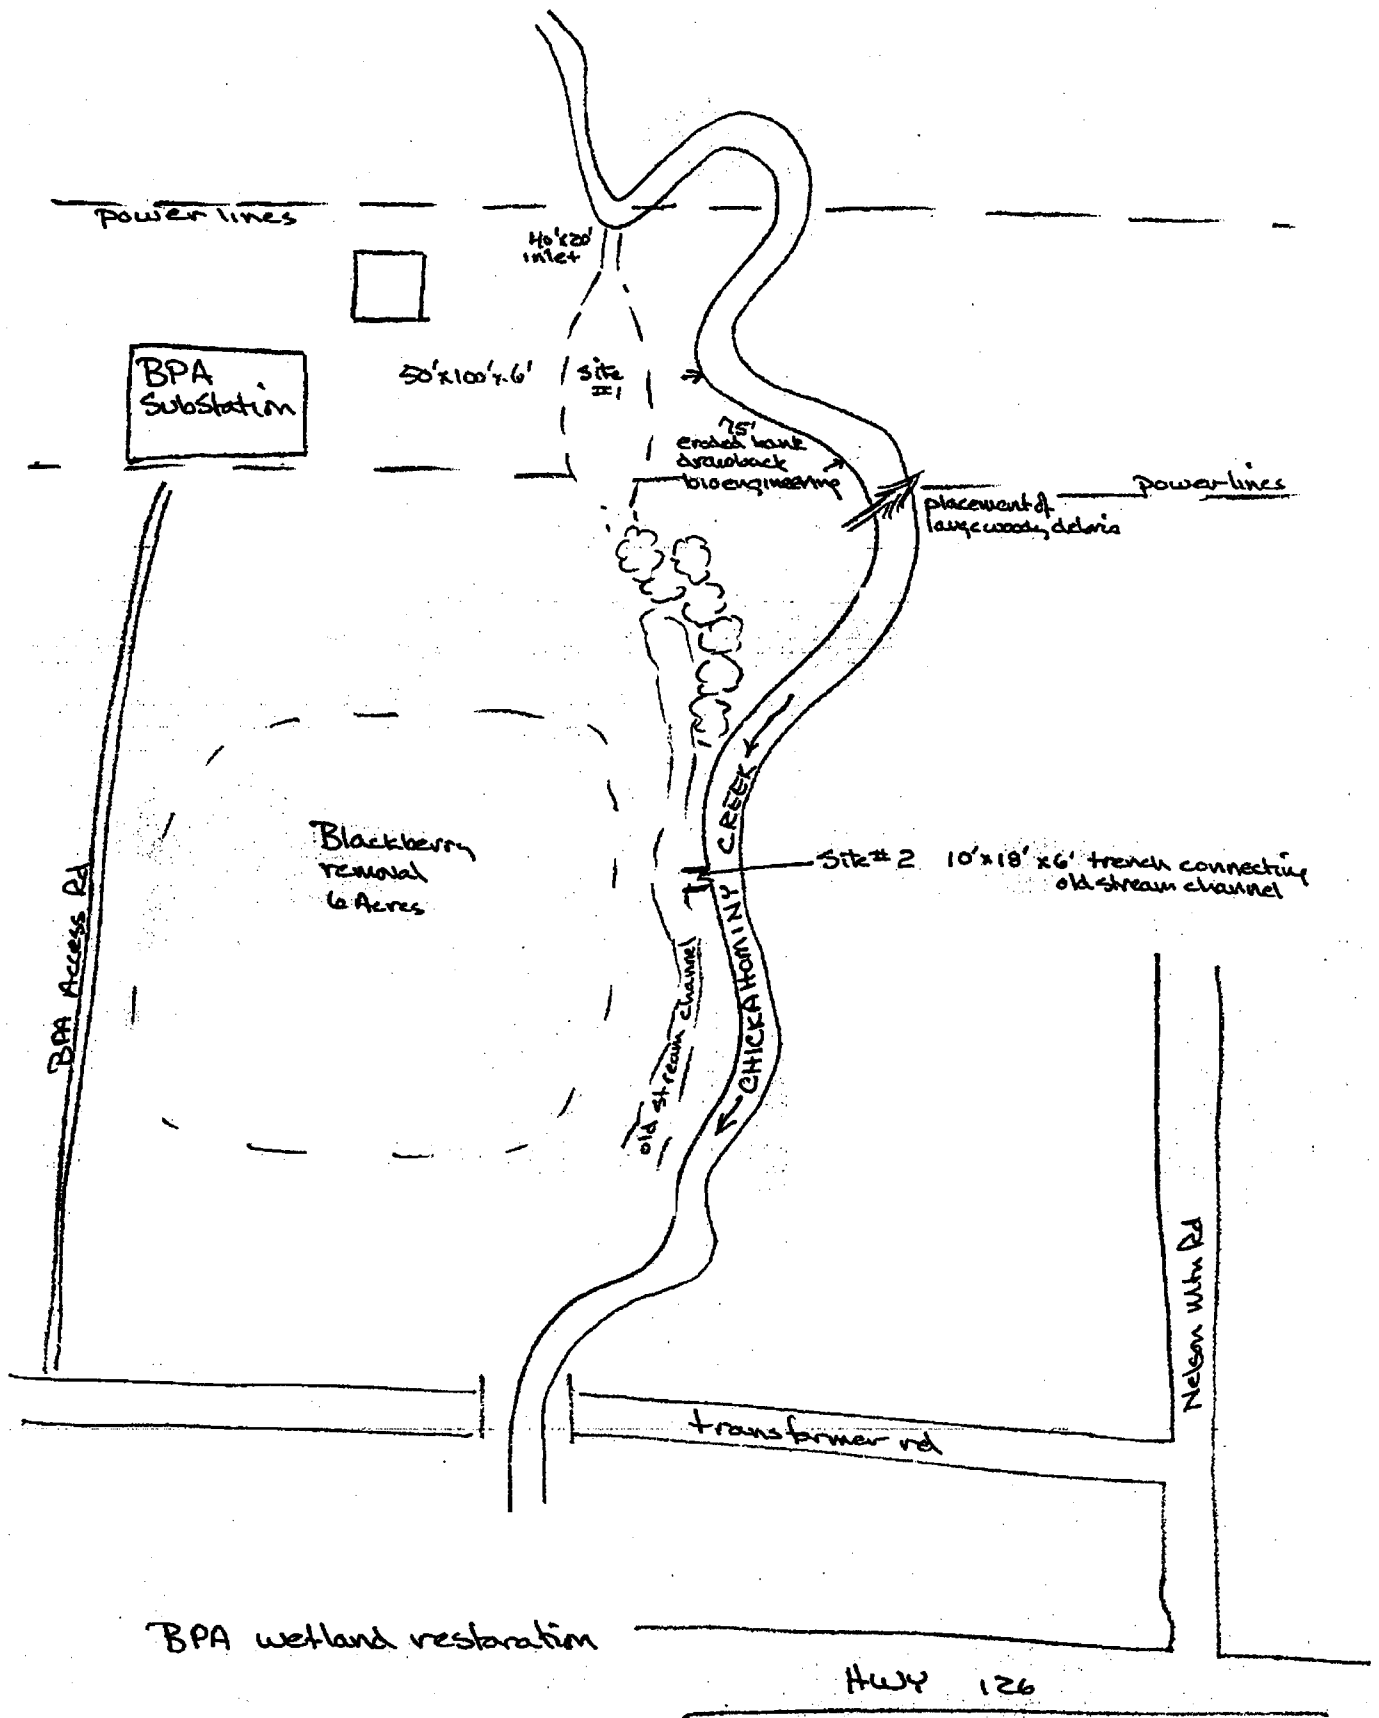 power lines
40'x20'
inlet
BPA
Substation
50'x100'x6'
Site
#1
75'
eroded bank
drawback
bioengineering
powerlines
placement of
large woody debris
Blackberry
removal
6 Acres
BPA Access Rd
CHICKAHOMINY CREEK
Site #2 10'x18'x6' trench connecting
old stream channel
old stream channel
Nelson Mtn Rd
transformer rd
BPA wetland restoration
HWY 126